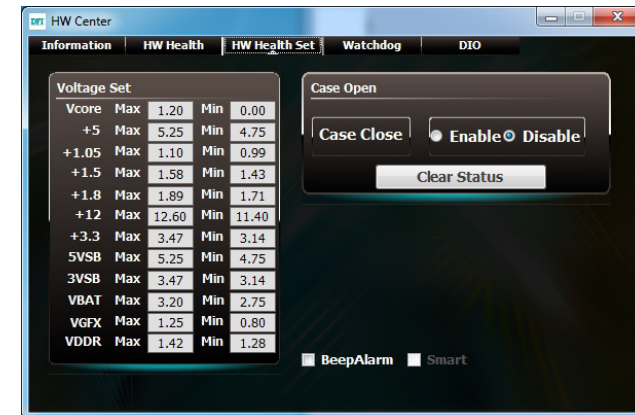 DFI HW Center
Information HW Health HW Health Set Watchdog DIO
Voltage Set
Vcore Max 1.20 Min 0.00
+5 Max 5.25 Min 4.75
+1.05 Max 1.10 Min 0.99
+1.5 Max 1.58 Min 1.43
+1.8 Max 1.89 Min 1.71
+12 Max 12.60 Min 11.40
+3.3 Max 3.47 Min 3.14
5VSB Max 5.25 Min 4.75
3VSB Max 3.47 Min 3.14
VBAT Max 3.20 Min 2.75
VGFX Max 1.25 Min 0.80
VDDR Max 1.42 Min 1.28
Case Open
Case Close Enable Disable
Clear Status
BeepAlarm Smart